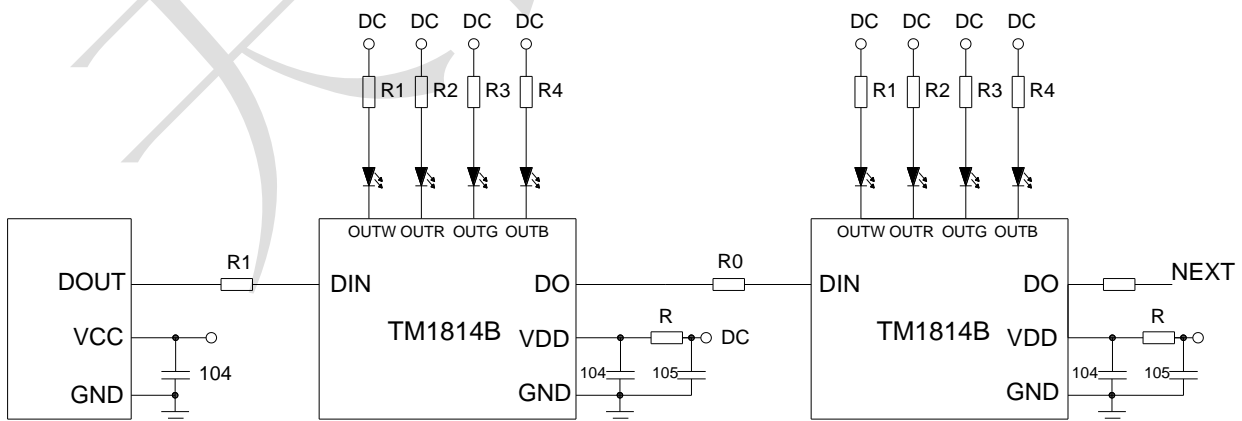 DC DC DC DC DC DC DC DC
R1 R2 R3 R4 R1 R2 R3 R4
OUTW OUTR OUTG OUTB OUTW OUTR OUTG OUTB
R1 R0
DOUT DIN DO DIN DO NEXT
VCC TM1814B VDD R DC TM1814B VDD R
104 104 105 104 105
GND GND GND